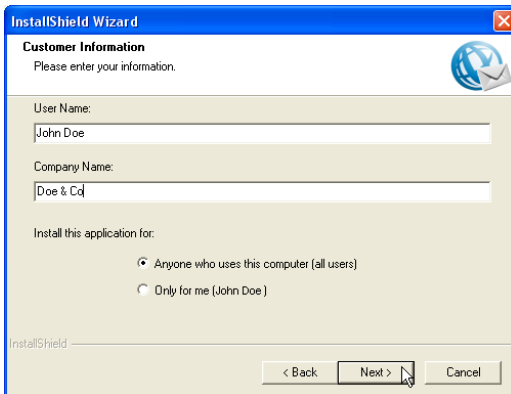 InstallShield Wizard
Customer Information
Please enter your information.
User Name:
John Doe
Company Name:
Doe & Co
Install this application for:
Anyone who uses this computer (all users)
Only for me (John Doe )
InstallShield
< Back Next > Cancel